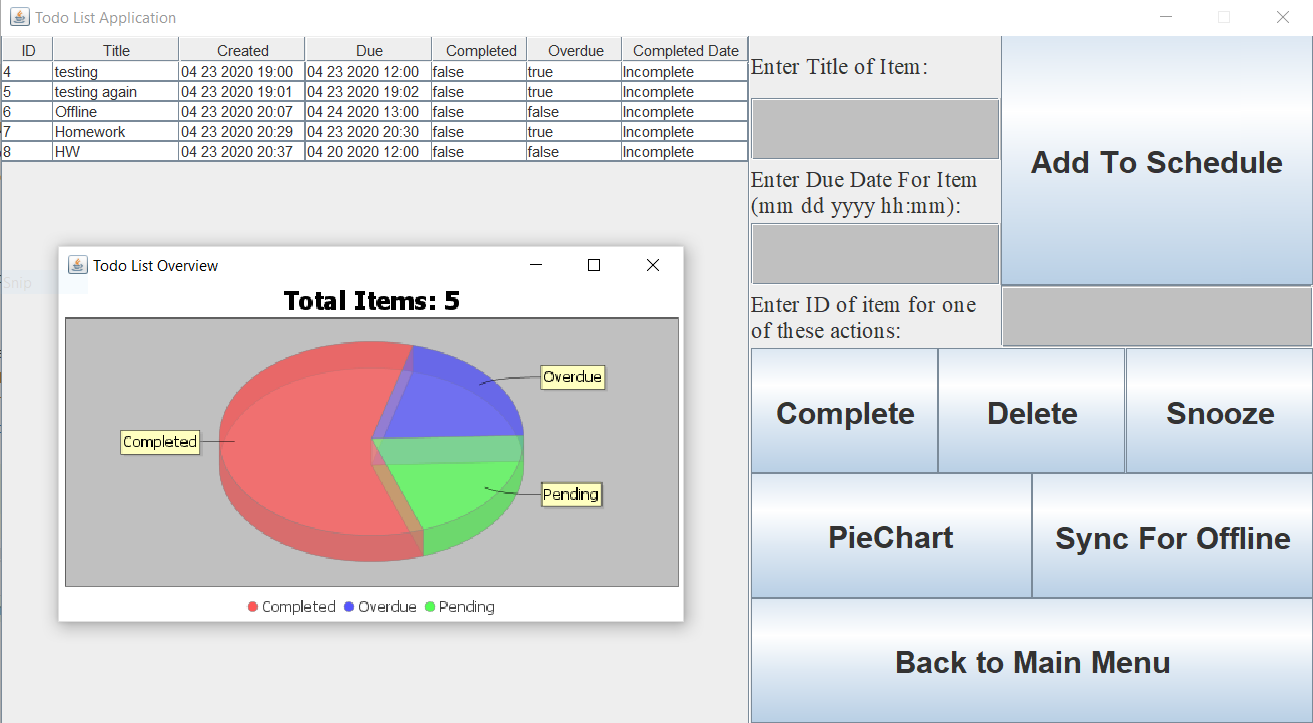 Todo List Application
ID Title Created Due Completed Overdue Completed Date
4 testing 04 23 2020 19:00 04 23 2020 12:00 false true Incomplete
5 testing again 04 23 2020 19:01 04 23 2020 19:02 false true Incomplete
6 Offline 04 23 2020 20:07 04 24 2020 13:00 false false Incomplete
7 Homework 04 23 2020 20:29 04 23 2020 20:30 false true Incomplete
8 HW 04 23 2020 20:37 04 20 2020 12:00 false false Incomplete
Snip
Todo List Overview
Total Items: 5
Overdue
Completed
Pending
Completed Overdue Pending
Enter Title of Item:
Add To Schedule
Enter Due Date For Item
(mm dd yyyy hh:mm):
Enter ID of item for one
of these actions:
Complete Delete Snooze
PieChart Sync For Offline
Back to Main Menu